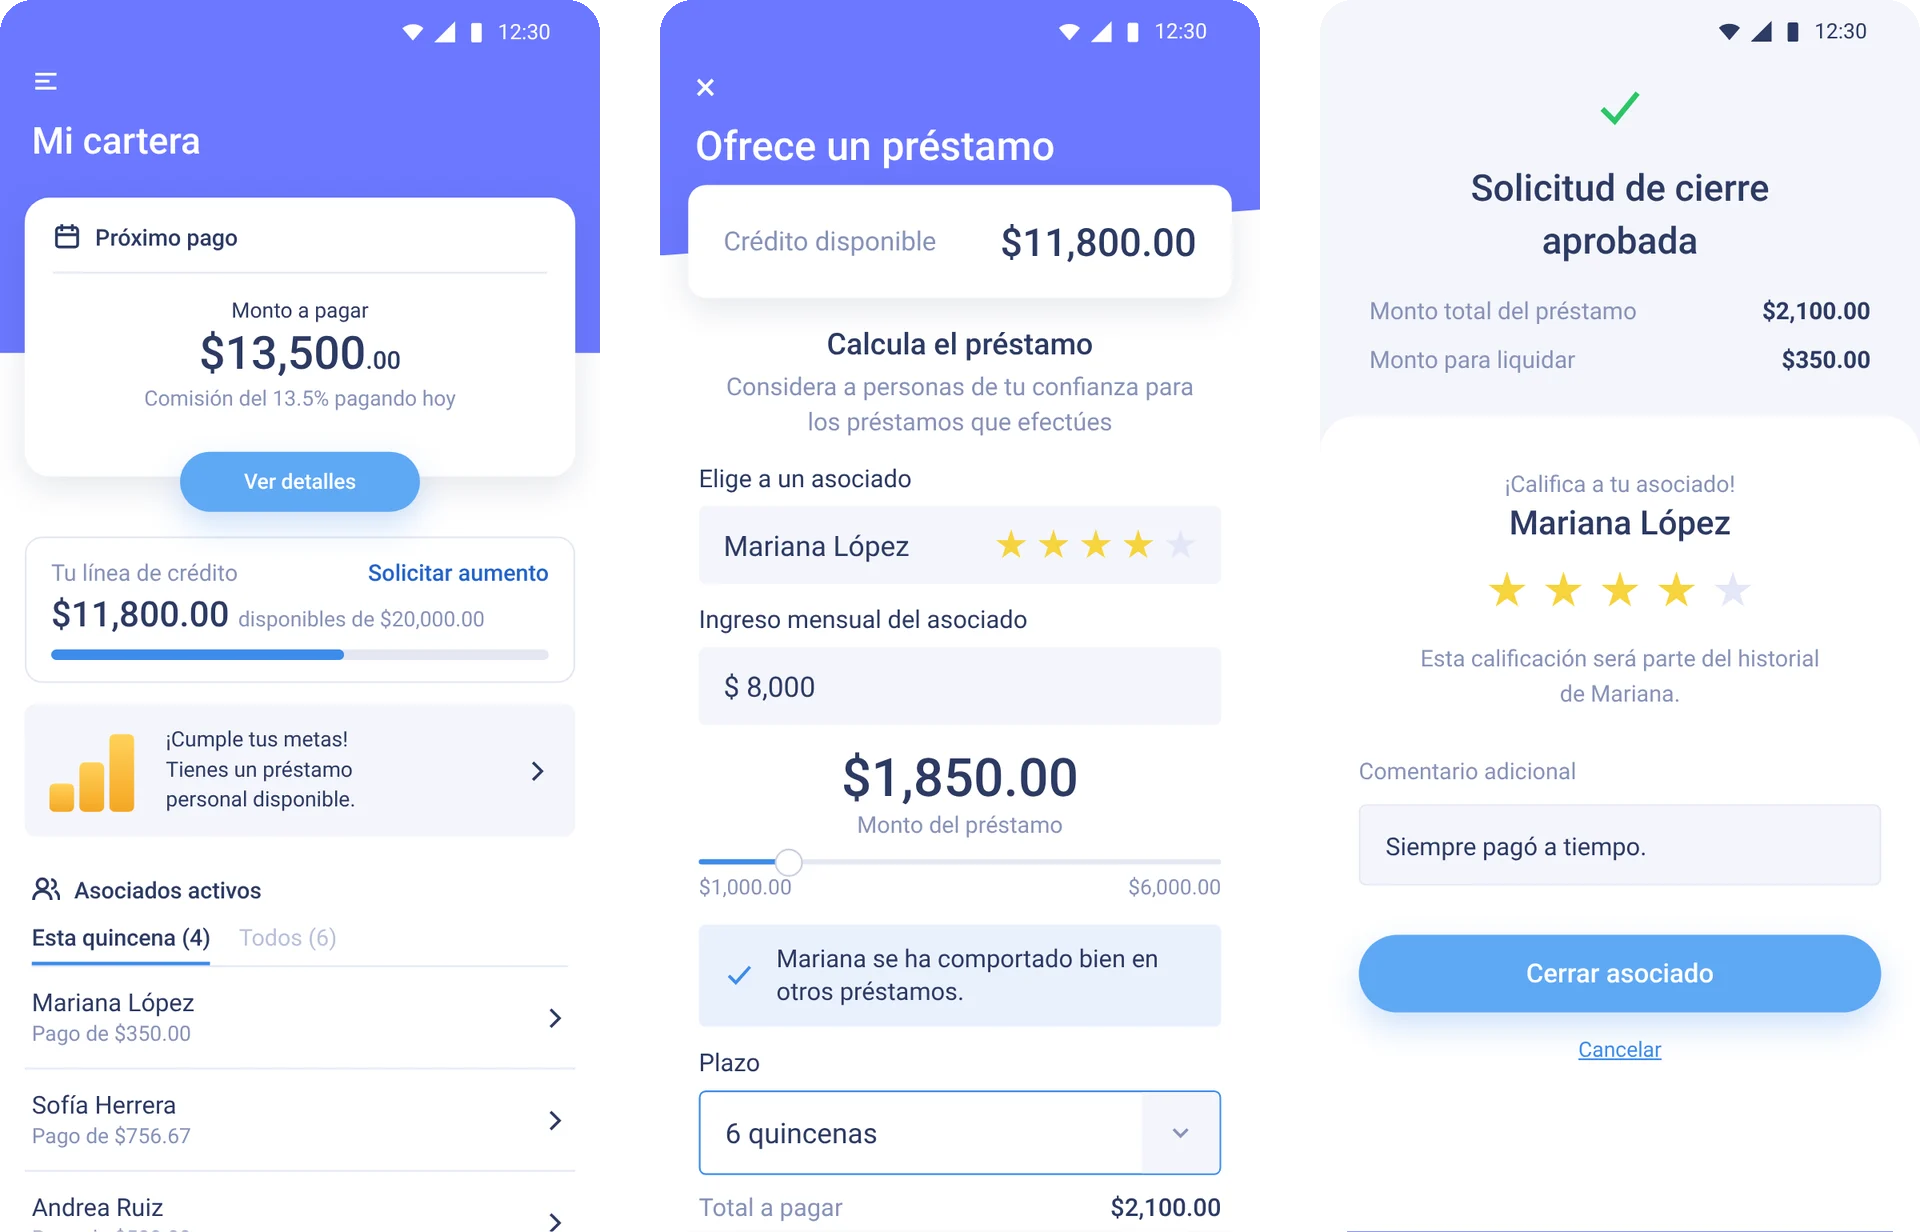 12:30
Mi cartera
Próximo pago
Monto a pagar
$13,500.00
Comisión del 13.5% pagando hoy
Ver detalles
Tu línea de crédito
Solicitar aumento
$11,800.00 disponibles de $20,000.00
¡Cumple tus metas!
Tienes un préstamo
personal disponible.
Asociados activos
Esta quincena (4)
Todos (6)
Mariana López
Pago de $350.00
Sofía Herrera
Pago de $756.67
Andrea Ruiz
12:30
Ofrece un préstamo
Crédito disponible
$11,800.00
Calcula el préstamo
Considera a personas de tu confianza para
los préstamos que efectúes
Elige a un asociado
Mariana López
Ingreso mensual del asociado
$ 8,000
$1,850.00
Monto del préstamo
$1,000.00
$6,000.00
Mariana se ha comportado bien en
otros préstamos.
Plazo
6 quincenas
Total a pagar
$2,100.00
12:30
Solicitud de cierre
aprobada
Monto total del préstamo
$2,100.00
Monto para liquidar
$350.00
¡Califica a tu asociado!
Mariana López
Esta calificación será parte del historial
de Mariana.
Comentario adicional
Siempre pagó a tiempo.
Cerrar asociado
Cancelar